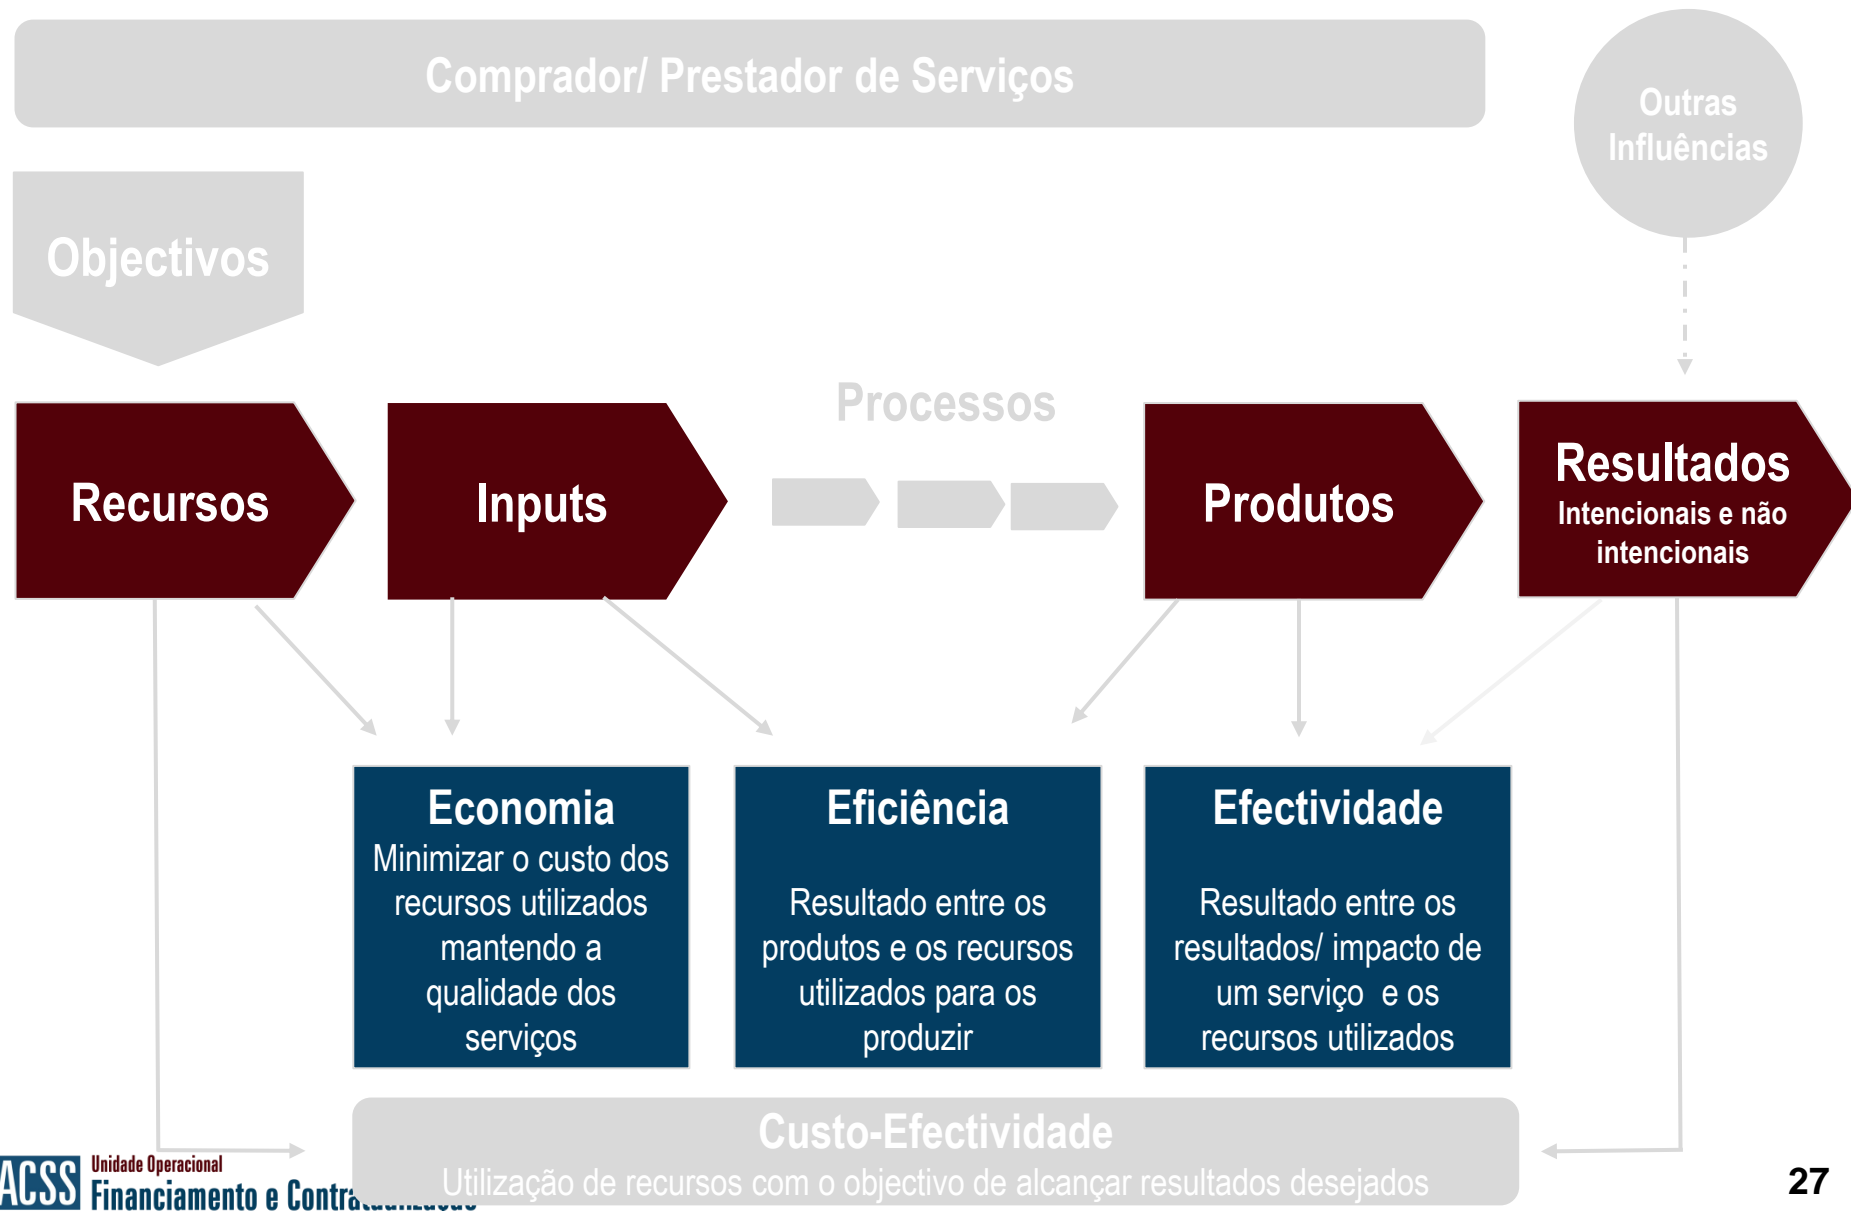 Comprador/ Prestador de Serviços
Outras
Influências
Objectivos
Processos
Recursos
Inputs
Produtos
Resultados
Intencionais e não
intencionais
Economia
Minimizar o custo dos
recursos utilizados
mantendo a
qualidade dos
serviços
Eficiência
Resultado entre os
produtos e os recursos
utilizados para os
produzir
Efectividade
Resultado entre os
resultados/ impacto de
um serviço e os
recursos utilizados
Custo-Efectividade
Utilização de recursos com o objectivo de alcançar resultados desejados
ACSS
Unidade Operacional
Financiamento e Contratualização
27